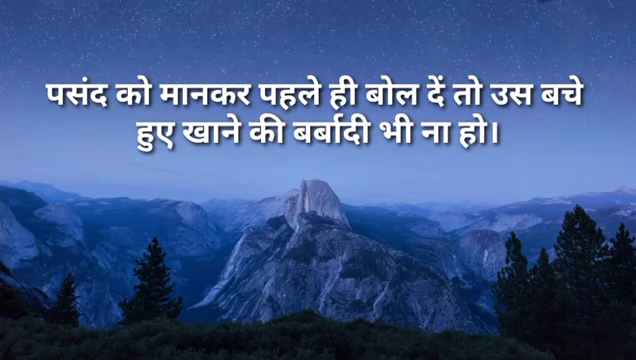 पसंद को मानकर पहले ही बोल दें तो उस बचे
हुए खाने की बर्बादी भी ना हो।